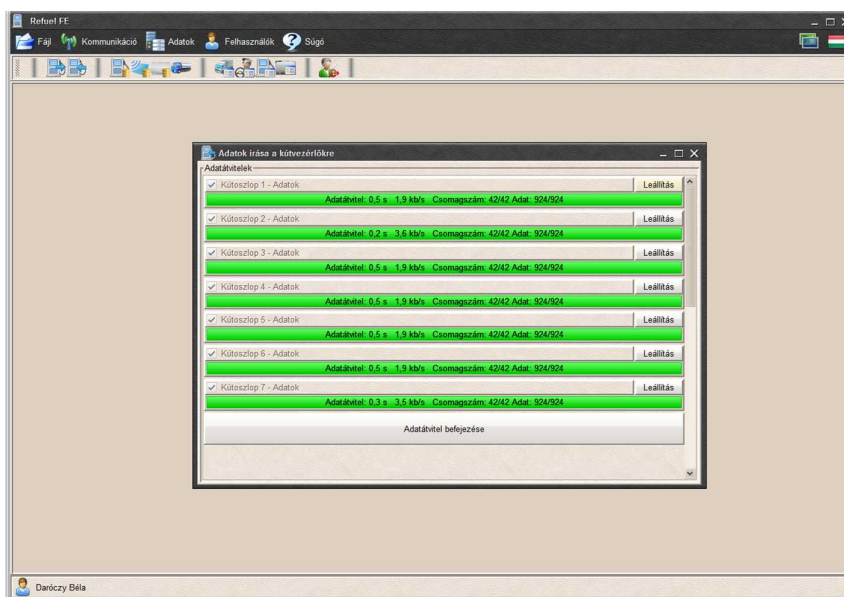 Refuel FE
Fájl Kommunikáció Adatok Felhasználók Súgó
Adatok írása a kútvezérlőkre
Adatátvitelek
Kútoszlop 1 - Adatok Leállítás
Adatátvitel: 0,5 s 1,9 kb/s Csomagszám: 42/42 Adat: 924/924
Kútoszlop 2 - Adatok Leállítás
Adatátvitel: 0,2 s 3,6 kb/s Csomagszám: 42/42 Adat: 924/924
Kútoszlop 3 - Adatok Leállítás
Adatátvitel: 0,5 s 1,9 kb/s Csomagszám: 42/42 Adat: 924/924
Kútoszlop 4 - Adatok Leállítás
Adatátvitel: 0,5 s 1,9 kb/s Csomagszám: 42/42 Adat: 924/924
Kútoszlop 5 - Adatok Leállítás
Adatátvitel: 0,5 s 1,9 kb/s Csomagszám: 42/42 Adat: 924/924
Kútoszlop 6 - Adatok Leállítás
Adatátvitel: 0,5 s 1,9 kb/s Csomagszám: 42/42 Adat: 924/924
Kútoszlop 7 - Adatok Leállítás
Adatátvitel: 0,3 s 3,5 kb/s Csomagszám: 42/42 Adat: 924/924
Adatátvitel befejezése
Daróczy Béla